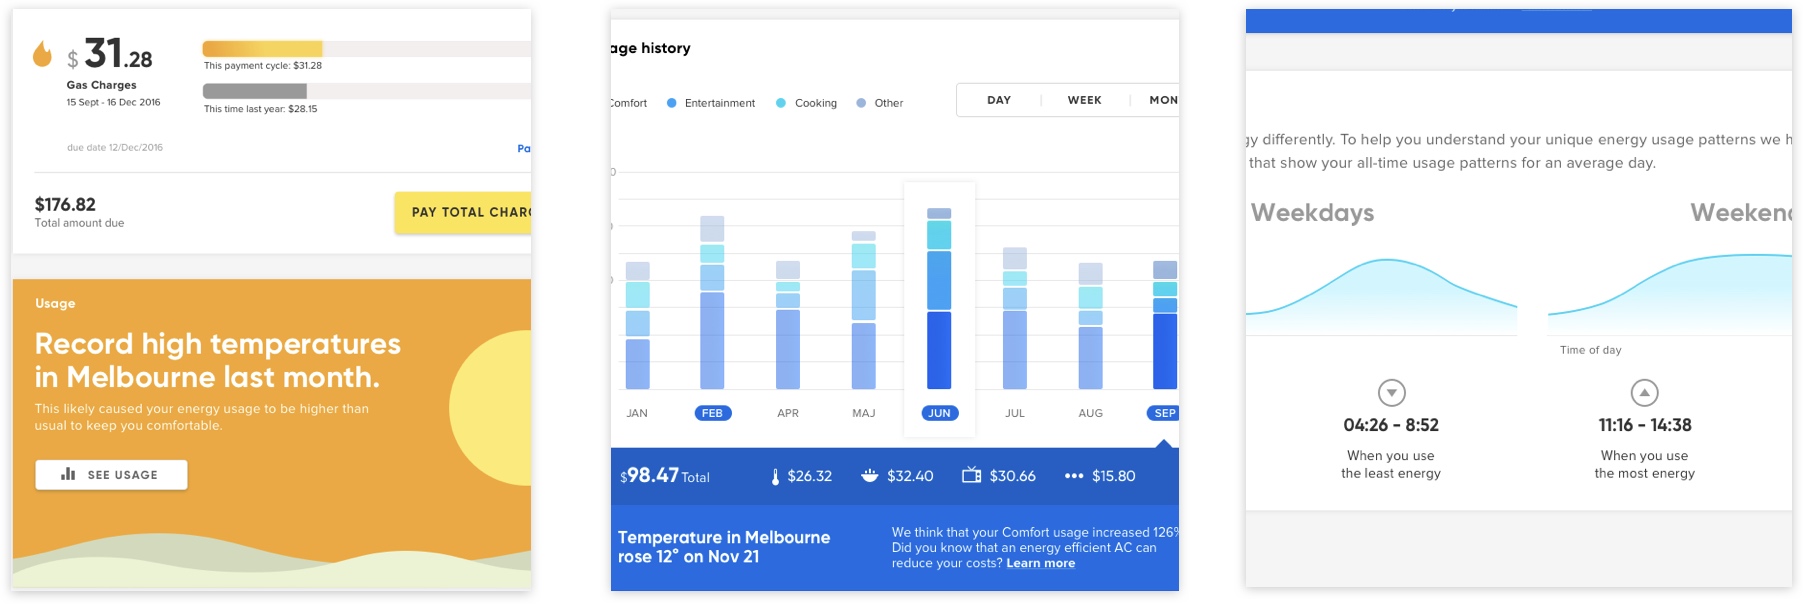 $ 31.28
Gas Charges
15 Sept - 16 Dec 2016
due date 12/Dec/2016
This payment cycle: $31.28
This time last year: $28.15
Pa
$176.82
Total amount due
PAY TOTAL CHARG
Usage
Record high temperatures
in Melbourne last month.
This likely caused your energy usage to be higher than
usual to keep you comfortable.
SEE USAGE
age history
Comfort Entertainment Cooking Other
DAY WEEK MON
0
0
0
JAN FEB APR MAJ JUN JUL AUG SEP
$98.47 Total $26.32 $32.40 $30.66 $15.80
Temperature in Melbourne
rose 12° on Nov 21
We think that your Comfort usage increased 126%
Did you know that an energy efficient AC can
reduce your costs? Learn more
gy differently. To help you understand your unique energy usage patterns we h
that show your all-time usage patterns for an average day.
Weekdays
Weekend
Time of day
04:26 - 8:52
When you use
the least energy
11:16 - 14:38
When you use
the most energy